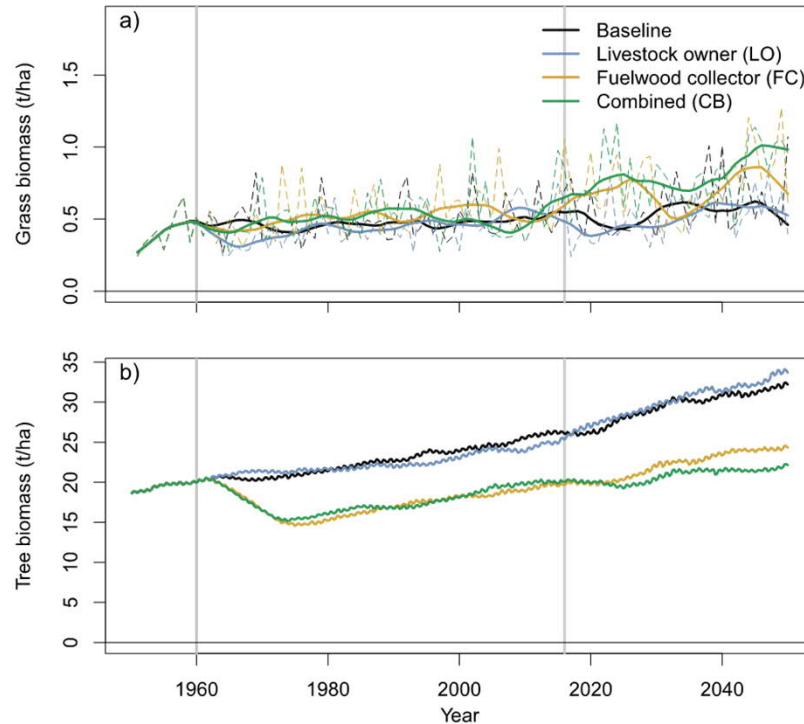 a)
Baseline
Livestock owner (LO)
Fuelwood collector (FC)
Combined (CB)
Grass biomass (t/ha)
1.5
1.0
0.5
0.0
b)
Tree biomass (t/ha)
35
30
25
20
15
10
5
0
1960 1980 2000 2020 2040
Year